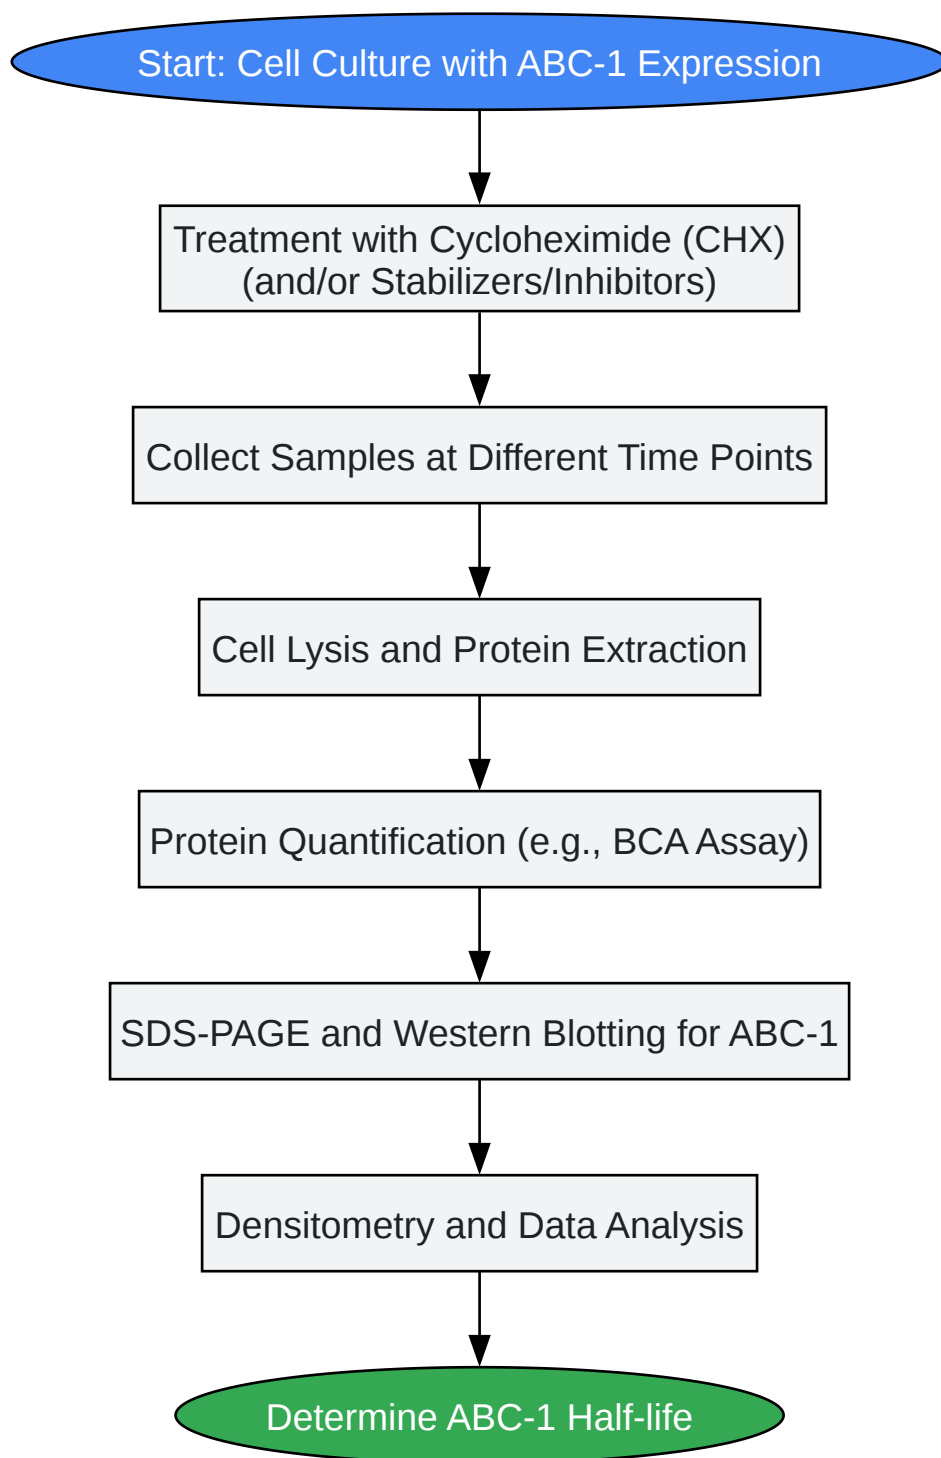 Start: Cell Culture with ABC-1 Expression
Treatment with Cycloheximide (CHX)
(and/or Stabilizers/Inhibitors)
Collect Samples at Different Time Points
Cell Lysis and Protein Extraction
Protein Quantification (e.g., BCA Assay)
SDS-PAGE and Western Blotting for ABC-1
Densitometry and Data Analysis
Determine ABC-1 Half-life